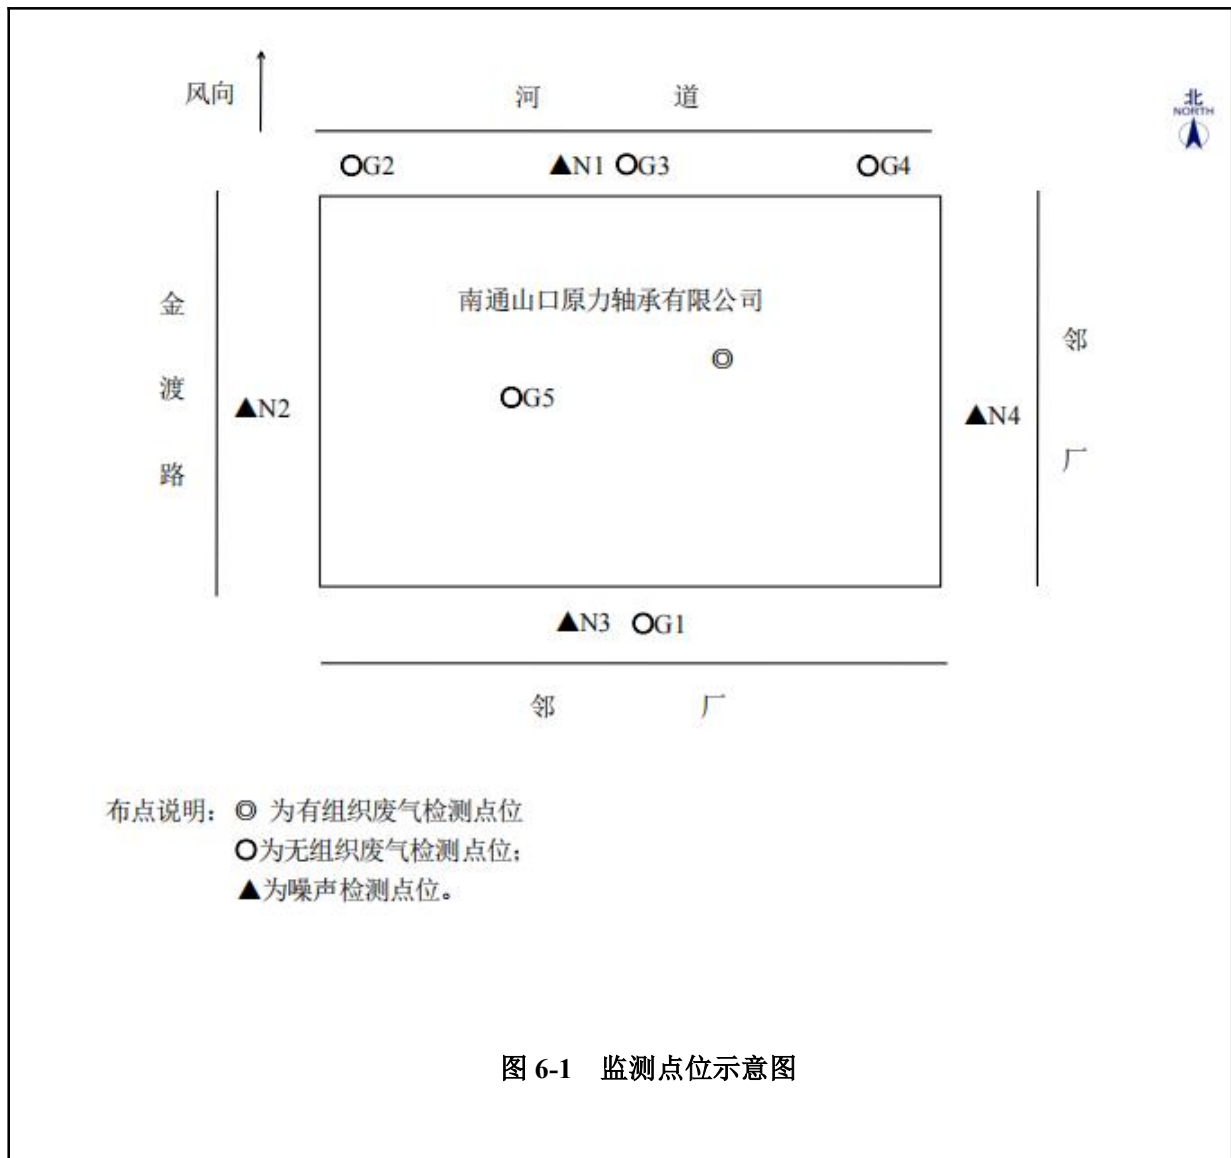 风向
河 道
北
NORTH
▲N1
G2
G3
G4
南通山口原力轴承有限公司
金渡路
邻厂
G5
▲N2
▲N4
▲N3
G1
邻 厂
布点说明：◎ 为有组织废气检测点位
○为无组织废气检测点位；
▲为噪声检测点位。
图 6-1 监测点位示意图